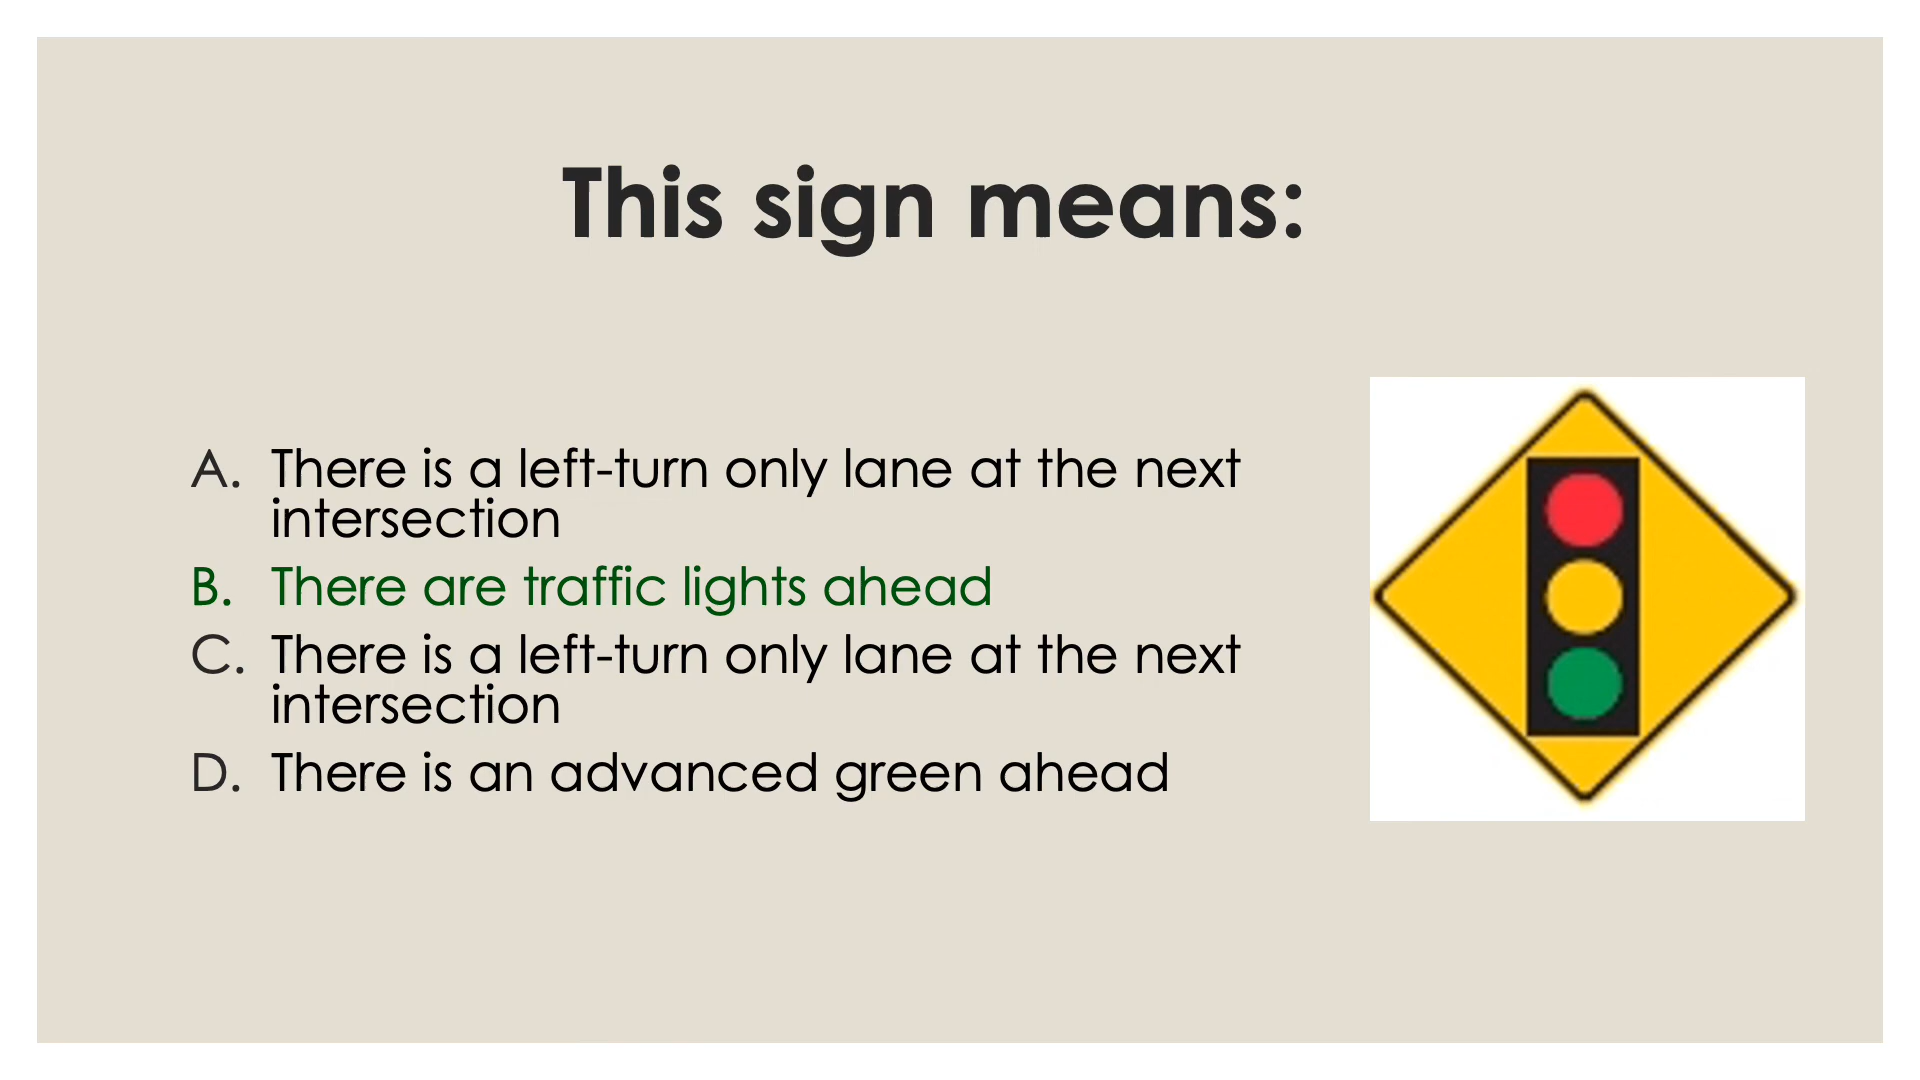 This sign means:
A. There is a left-turn only lane at the next
intersection
B. There are traffic lights ahead
C. There is a left-turn only lane at the next
intersection
D. There is an advanced green ahead